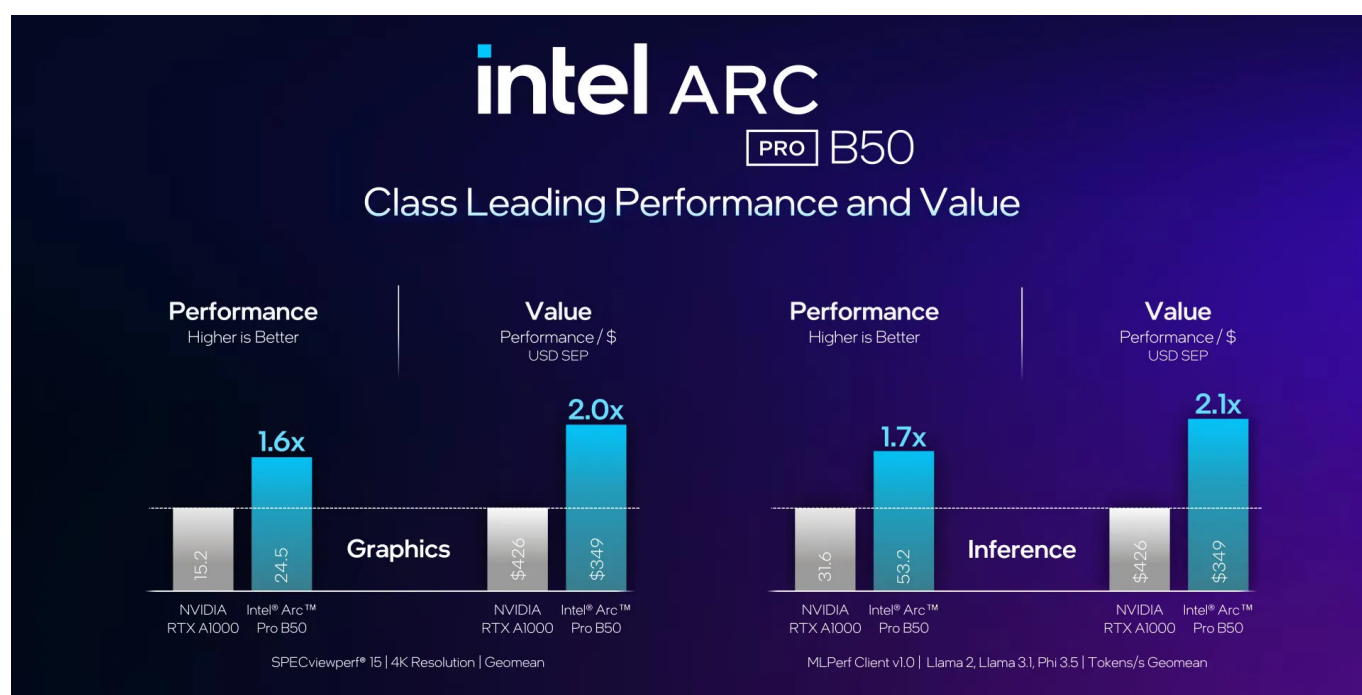 intel ARC
PRO B50
Class Leading Performance and Value
Performance
Higher is Better
Value
Performance / $
USD SEP
1.6x
2.0x
15.2
24.5
Graphics
$426
$349
NVIDIA
RTX A1000
Intel® Arc™
Pro B50
NVIDIA
RTX A1000
Intel® Arc™
Pro B50
SPECviewperf® 15 | 4K Resolution | Geomean
Performance
Higher is Better
Value
Performance / $
USD SEP
1.7x
2.1x
31.6
53.2
Inference
$426
$349
NVIDIA
RTX A1000
Intel® Arc™
Pro B50
NVIDIA
RTX A1000
Intel® Arc™
Pro B50
MLPerf Client v1.0 | Llama 2, Llama 3.1, Phi 3.5 | Tokens/s Geomean